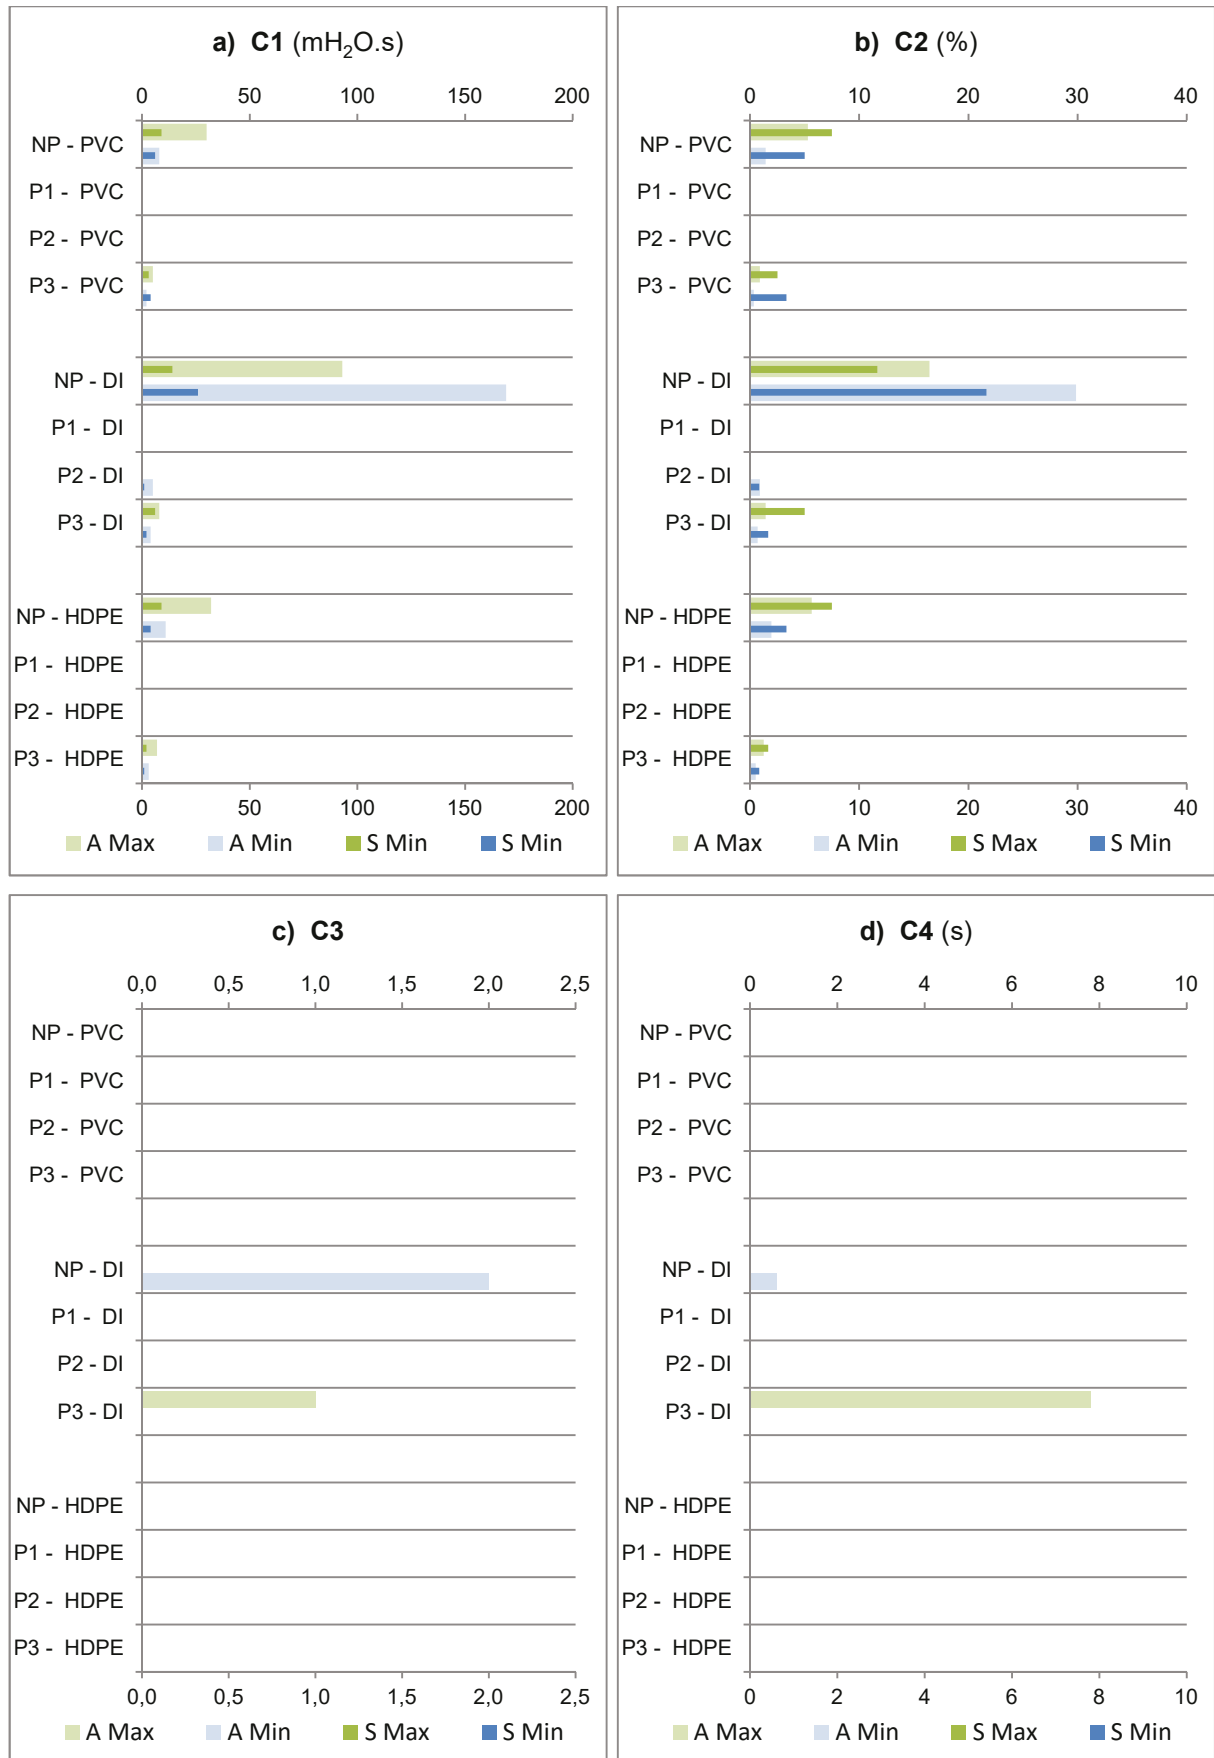 a) C1 (mH₂O.s)
0 50 100 150 200
NP - PVC
P1 - PVC
P2 - PVC
P3 - PVC
NP - DI
P1 - DI
P2 - DI
P3 - DI
NP - HDPE
P1 - HDPE
P2 - HDPE
P3 - HDPE
0 50 100 150 200
A Max A Min S Min S Min
b) C2 (%)
0 10 20 30 40
NP - PVC
P1 - PVC
P2 - PVC
P3 - PVC
NP - DI
P1 - DI
P2 - DI
P3 - DI
NP - HDPE
P1 - HDPE
P2 - HDPE
P3 - HDPE
0 10 20 30 40
A Max A Min S Max S Min
c) C3
0,0 0,5 1,0 1,5 2,0 2,5
NP - PVC
P1 - PVC
P2 - PVC
P3 - PVC
NP - DI
P1 - DI
P2 - DI
P3 - DI
NP - HDPE
P1 - HDPE
P2 - HDPE
P3 - HDPE
0,0 0,5 1,0 1,5 2,0 2,5
A Max A Min S Max S Min
d) C4 (s)
0 2 4 6 8 10
NP - PVC
P1 - PVC
P2 - PVC
P3 - PVC
NP - DI
P1 - DI
P2 - DI
P3 - DI
NP - HDPE
P1 - HDPE
P2 - HDPE
P3 - HDPE
0 2 4 6 8 10
A Max A Min S Max S Min